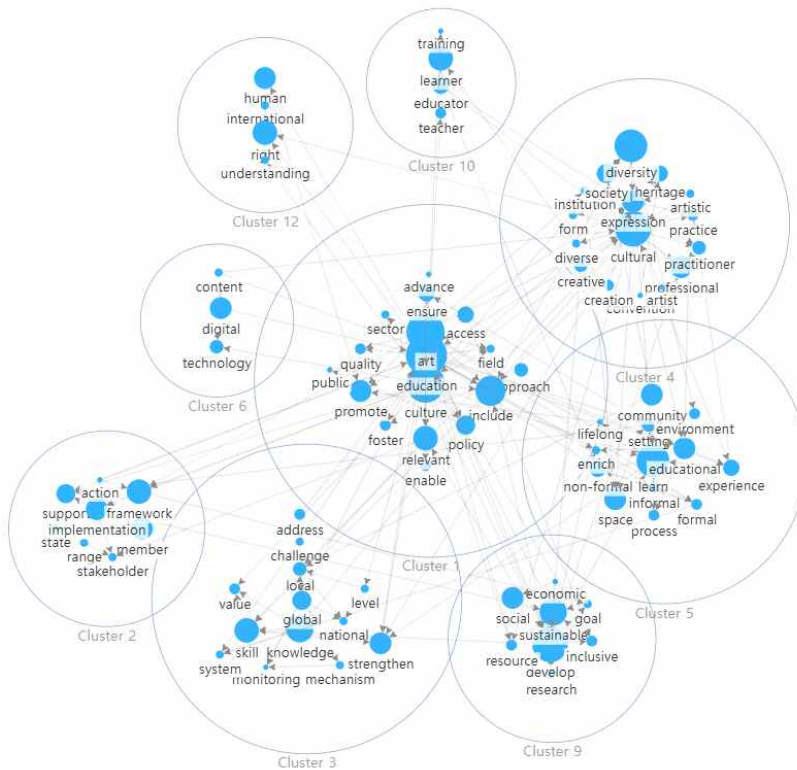 training
learner
educator
teacher
Cluster 10
human
international
right
understanding
Cluster 12
diversity
society heritage
institution artistic
form expression practice
diverse cultural practitioner
creative professional
creation artist
convention
Cluster 4
content
digital
technology
Cluster 6
advance
ensure
sector access
art field
quality
public education approach
promote culture include
foster policy
relevant
enable
Cluster 1
community
lifelong setting environment
enrich educational
non-formal learn experience
informal
space formal
process
Cluster 5
action
support framework
implementation
state member
range
stakeholder
Cluster 2
address
challenge
local
value level
global
national
skill knowledge
system strengthen
monitoring mechanism
Cluster 3
economic
social goal
sustainable
resource inclusive
develop
research
Cluster 9